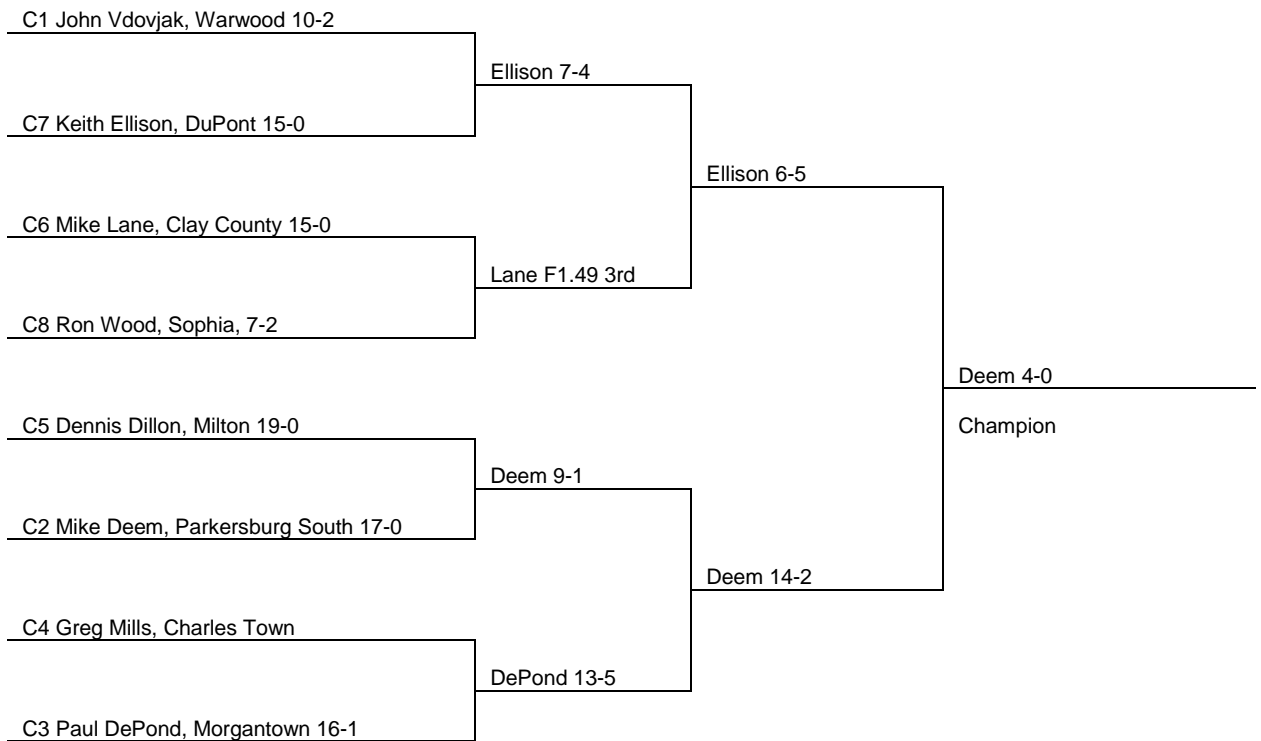 C1 John Vdovjak, Warwood 10-2
Ellison 7-4
C7 Keith Ellison, DuPont 15-0
Ellison 6-5
C6 Mike Lane, Clay County 15-0
Lane F1.49 3rd
C8 Ron Wood, Sophia, 7-2
Deem 4-0
C5 Dennis Dillon, Milton 19-0
Champion
Deem 9-1
C2 Mike Deem, Parkersburg South 17-0
Deem 14-2
C4 Greg Mills, Charles Town
DePond 13-5
C3 Paul DePond, Morgantown 16-1